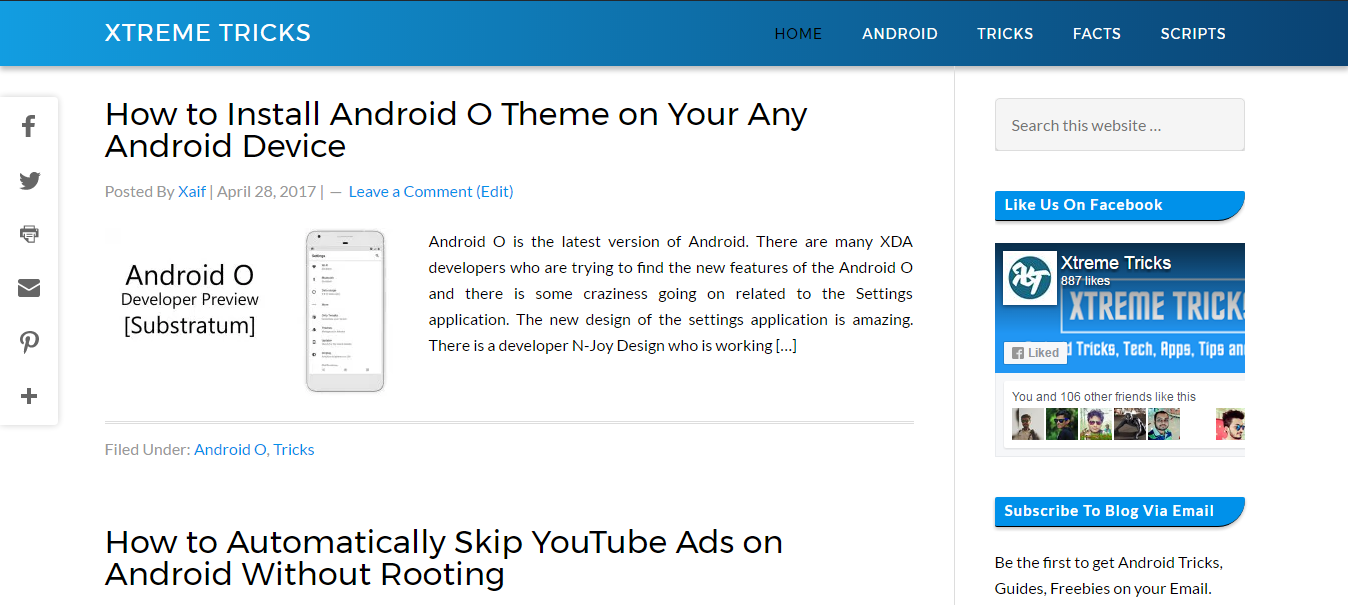 XTREME TRICKS
HOME
ANDROID
TRICKS
FACTS
SCRIPTS
How to Install Android O Theme on Your Any
Android Device
Posted By Xaif | April 28, 2017 | — Leave a Comment (Edit)
Android O
Developer Preview
[Substratum]
Settings
Android O is the latest version of Android. There are many XDA
developers who are trying to find the new features of the Android O
and there is some craziness going on related to the Settings
application. The new design of the settings application is amazing.
There is a developer N-Joy Design who is working [...]
Filed Under: Android O, Tricks
How to Automatically Skip YouTube Ads on
Android Without Rooting
Search this website ...
Like Us On Facebook
Xtreme Tricks
887 likes
XTREME TRICKS
Liked
d Tricks, Tech, Apps, Tips an
You and 106 other friends like this
Subscribe To Blog Via Email
Be the first to get Android Tricks,
Guides, Freebies on your Email.